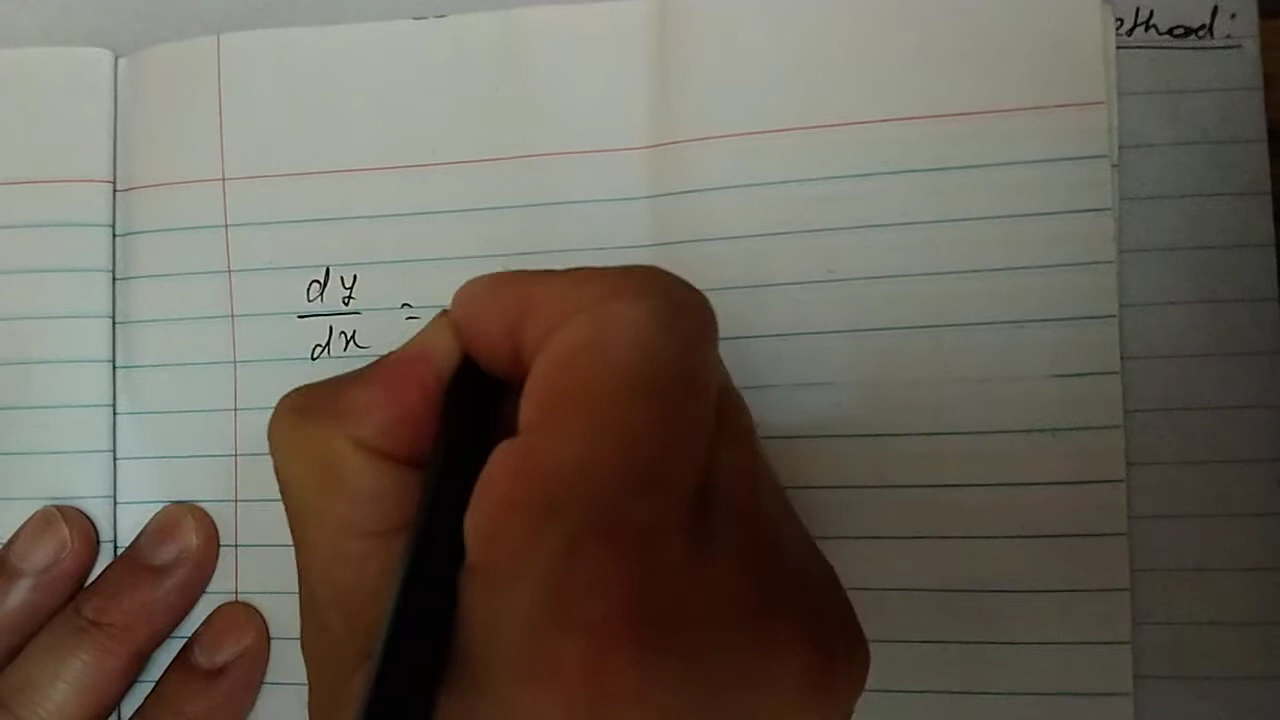 dy
dx =
ethod: